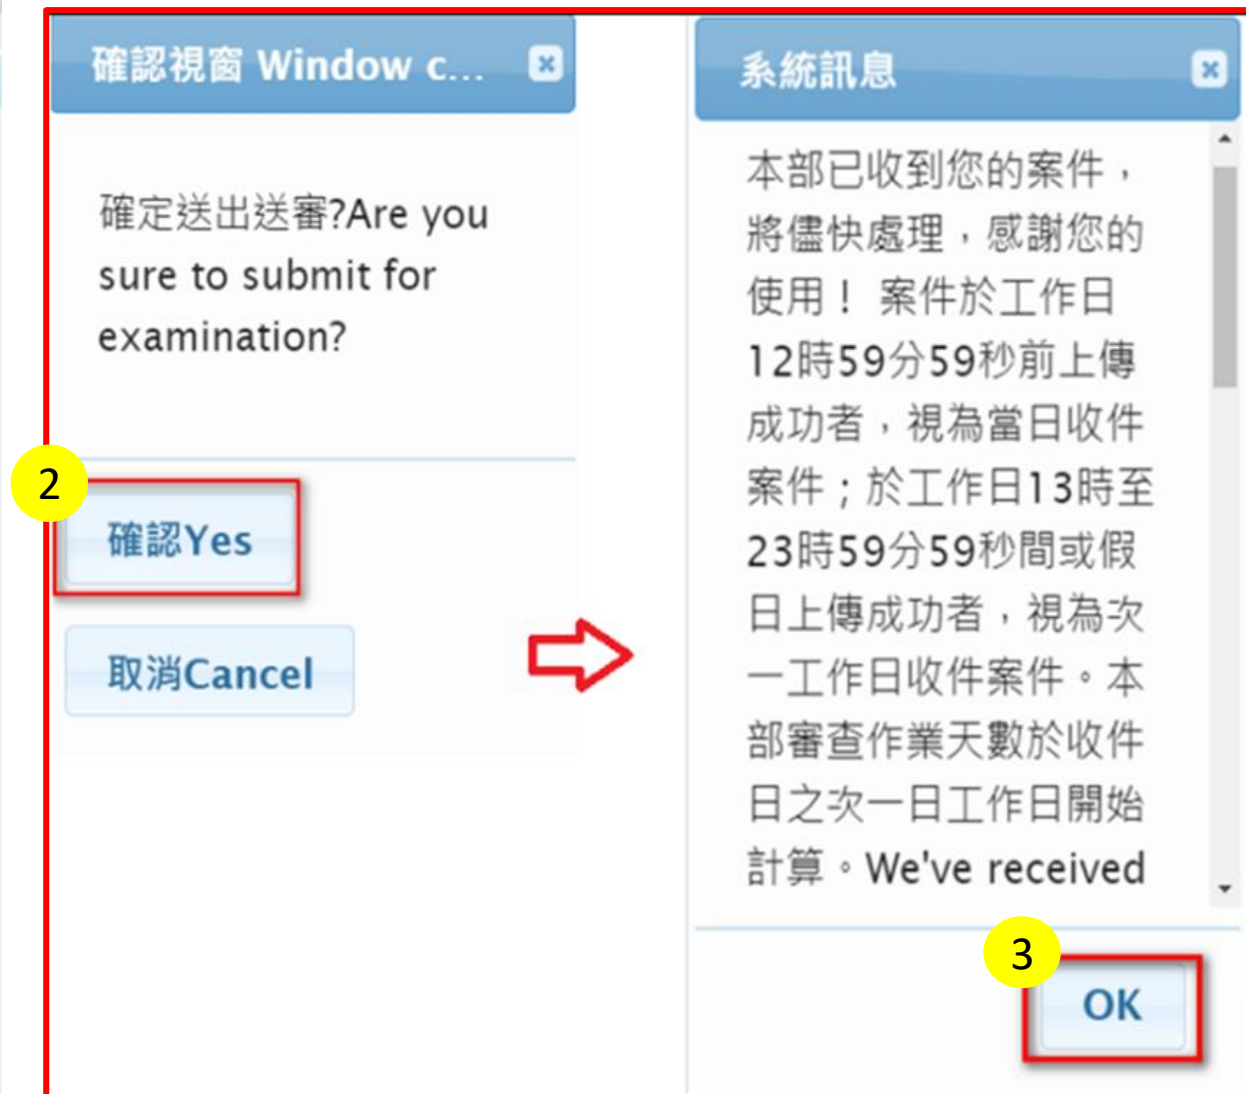 確認視窗 Window c...
確定送出送審?Are you
sure to submit for
examination?
2
確認Yes
取消Cancel
系統訊息
本部已收到您的案件，
將儘快處理，感謝您的
使用！ 案件於工作日
12時59分59秒前上傳
成功者，視為當日收件
案件；於工作日13時至
23時59分59秒間或假
日上傳成功者，視為次
一工作日收件案件。本
部審查作業天數於收件
日之次一日工作日開始
計算。We've received
3
OK